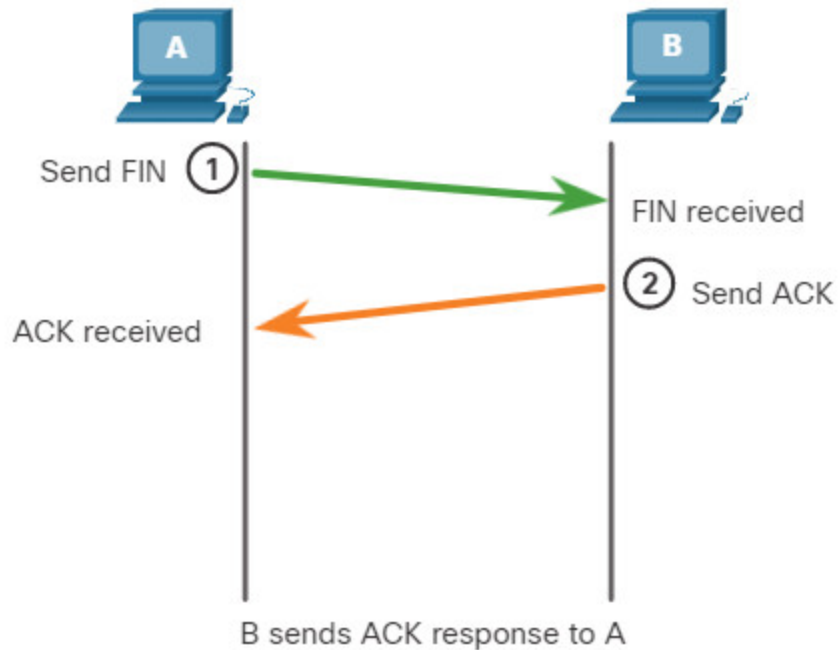 A
B
Send FIN 1
FIN received
2 Send ACK
ACK received
B sends ACK response to A